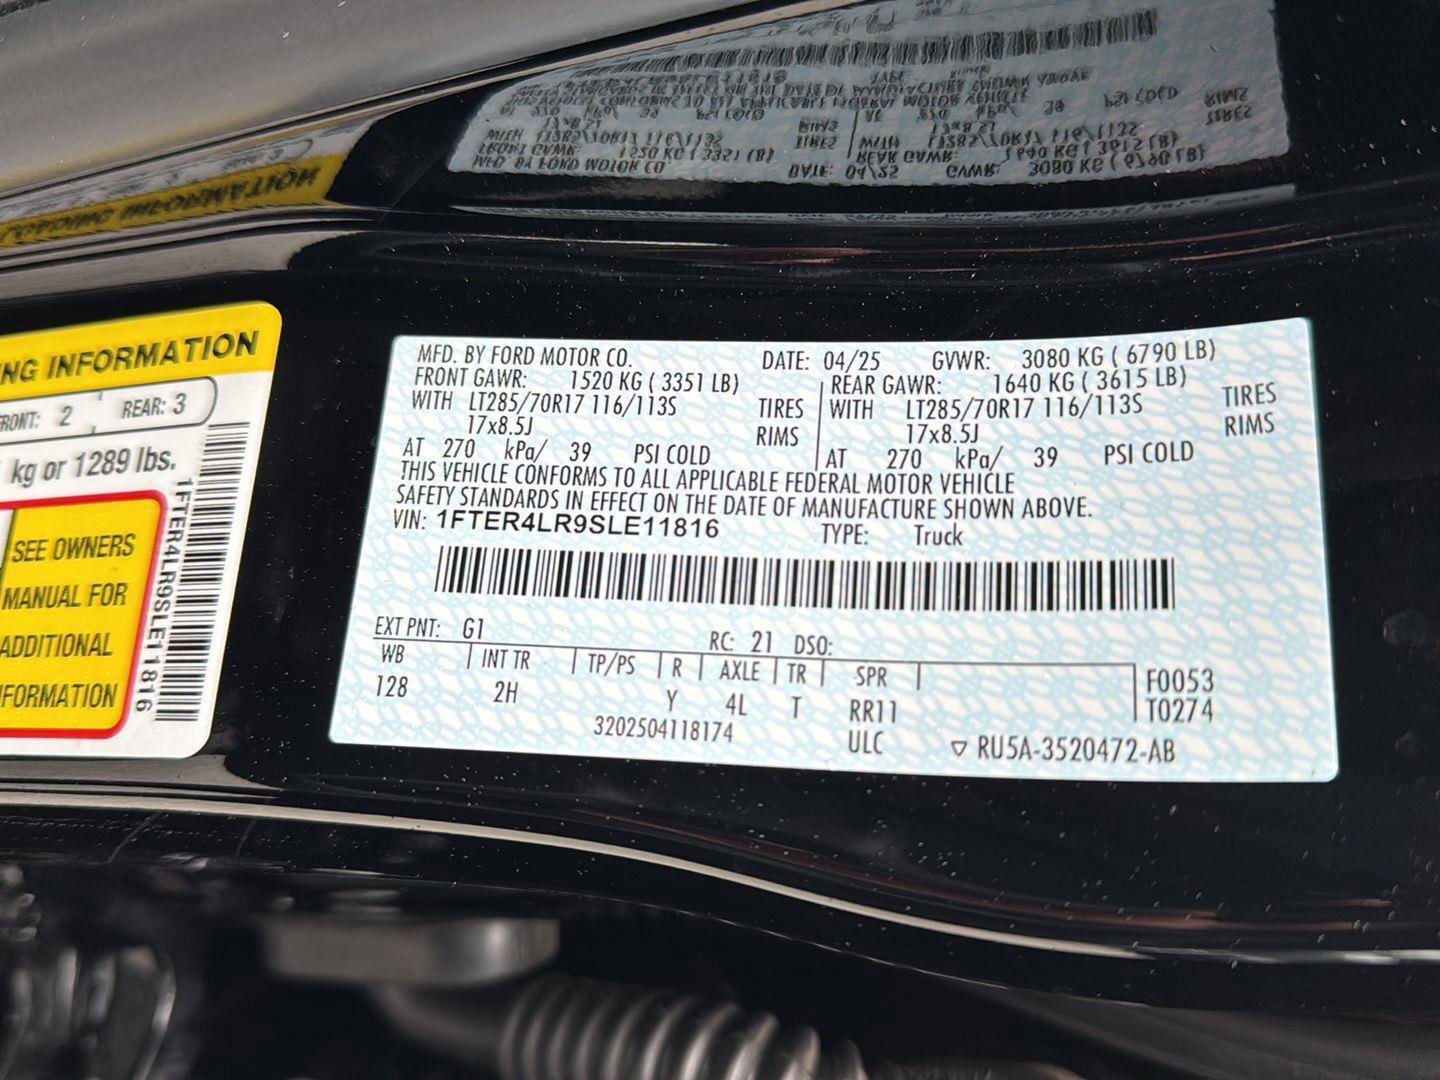 NG INFORMATION
FRONT: 2 REAR: 3
kg or 1289 lbs.
SEE OWNERS
MANUAL FOR
ADDITIONAL
INFORMATION
1FTER4LR9SLE11816
MFD. BY FORD MOTOR CO. DATE: 04/25 GVWR: 3080 KG ( 6790 LB)
FRONT GAWR: 1520 KG ( 3351 LB) REAR GAWR: 1640 KG ( 3615 LB)
WITH LT285/70R17 116/113S TIRES WITH LT285/70R17 116/113S TIRES
17x8.5J RIMS 17x8.5J RIMS
AT 270 kPa/ 39 PSI COLD AT 270 kPa/ 39 PSI COLD
THIS VEHICLE CONFORMS TO ALL APPLICABLE FEDERAL MOTOR VEHICLE
SAFETY STANDARDS IN EFFECT ON THE DATE OF MANUFACTURE SHOWN ABOVE.
VIN: 1FTER4LR9SLE11816 TYPE: Truck
EXT PNT: G1 RC: 21 DSO:
WB INT TR TP/PS R AXLE TR SPR F0053
128 2H Y 4L T RR11 T0274
3202504118174 ULC ▽ RU5A-3520472-AB